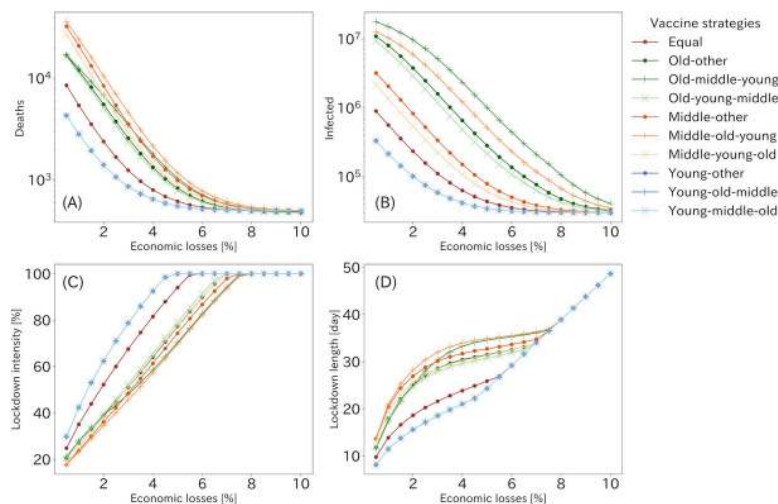 Deaths
10⁴
10³
(A)
2 4 6 8 10
Economic losses [%]
Infected
10⁷
10⁶
10⁵
(B)
2 4 6 8 10
Economic losses [%]
Vaccine strategies
Equal
Old-other
Old-middle-young
Old-young-middle
Middle-other
Middle-old-young
Middle-young-old
Young-other
Young-old-middle
Young-middle-old
Lockdown intensity [%]
100
80
60
40
20
(C)
2 4 6 8 10
Economic losses [%]
Lockdown length [day]
50
40
30
20
10
(D)
2 4 6 8 10
Economic losses [%]